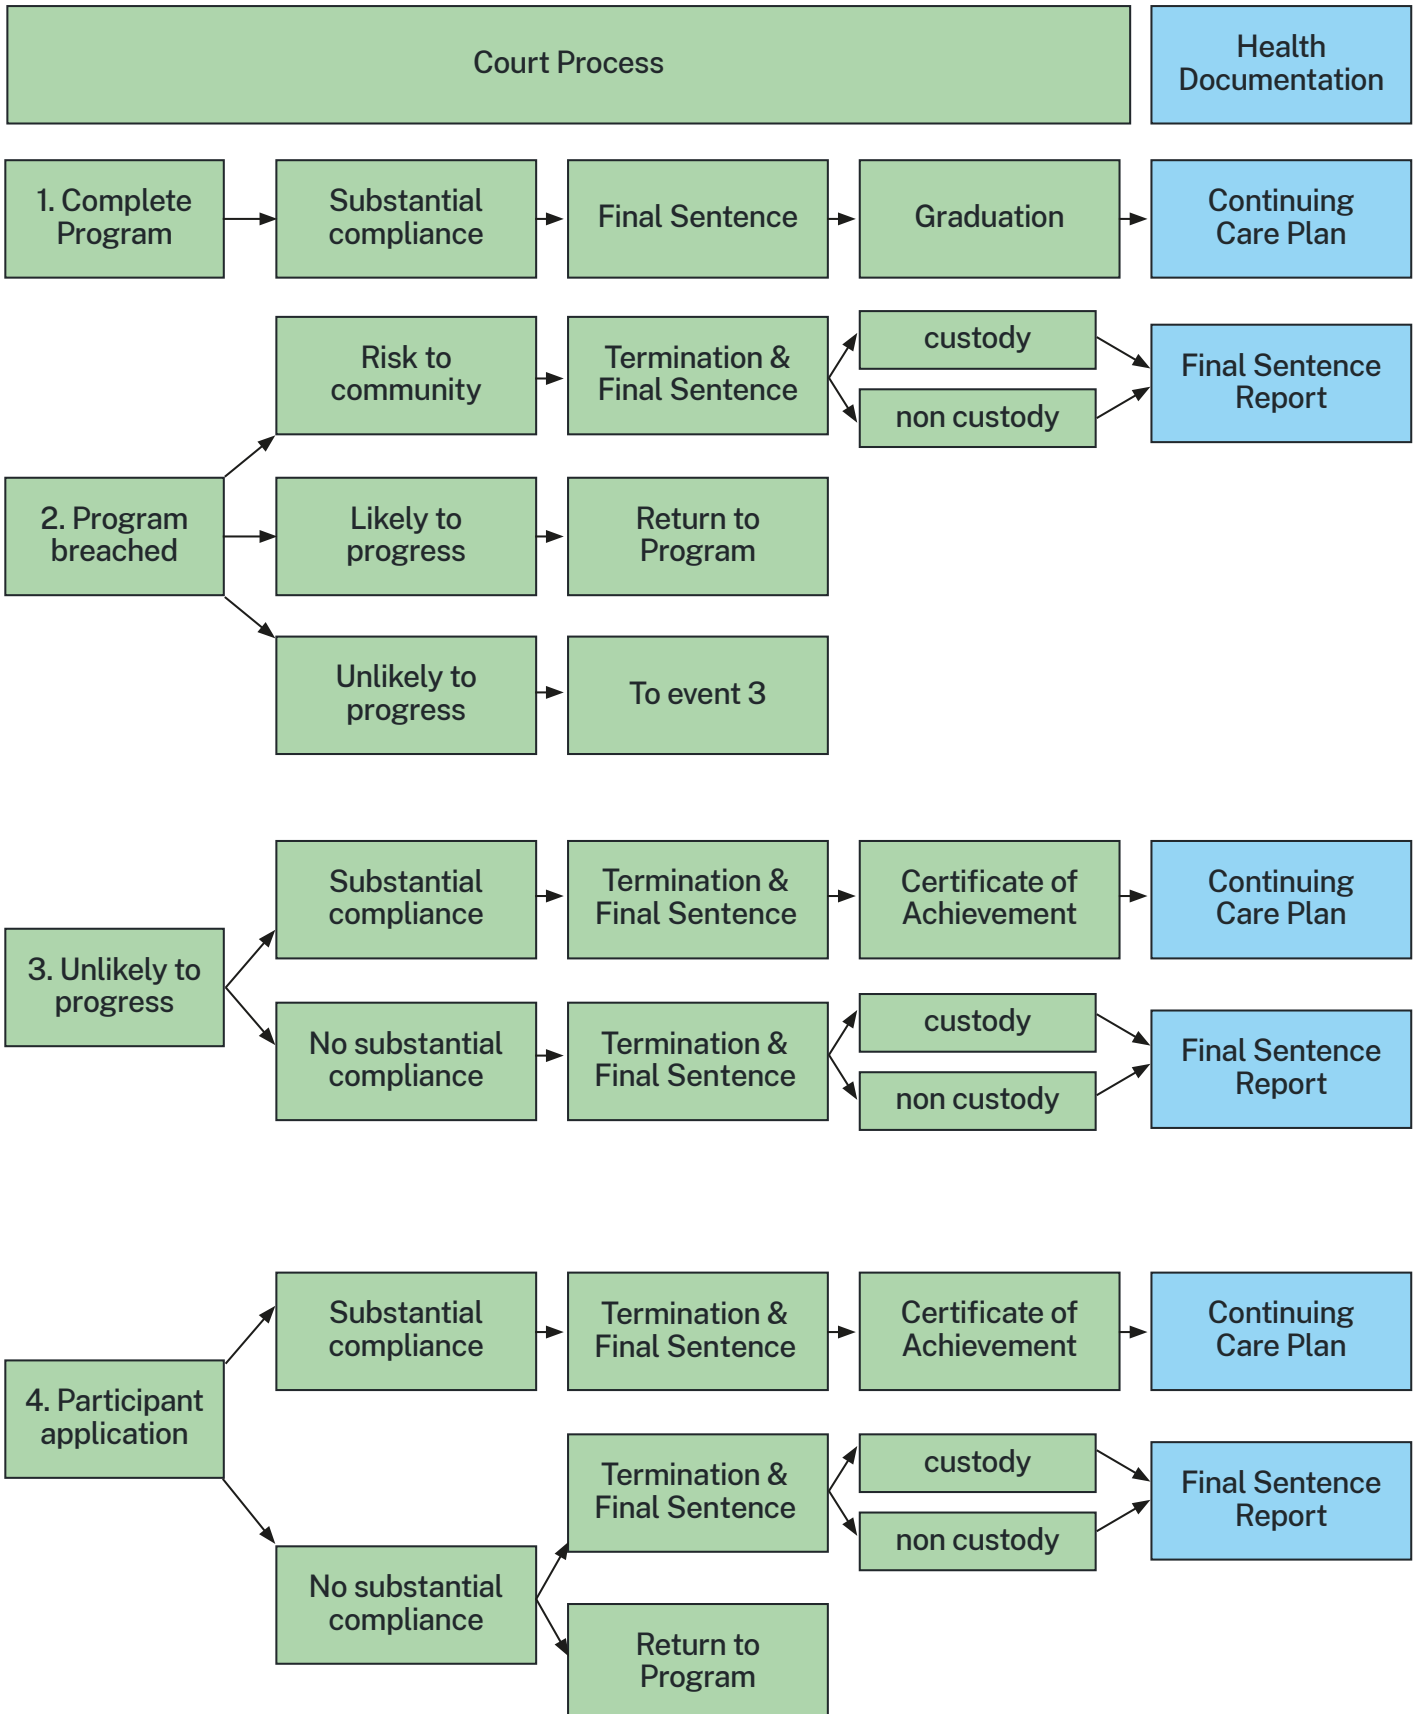 Court Process
Health
Documentation
1. Complete
Program
Substantial
compliance
Final Sentence
Graduation
Continuing
Care Plan
Risk to
community
Termination &
Final Sentence
custody
non custody
Final Sentence
Report
2. Program
breached
Likely to
progress
Return to
Program
Unlikely to
progress
To event 3
3. Unlikely to
progress
Substantial
compliance
Termination &
Final Sentence
Certificate of
Achievement
Continuing
Care Plan
No substantial
compliance
Termination &
Final Sentence
custody
non custody
Final Sentence
Report
4. Participant
application
Substantial
compliance
Termination &
Final Sentence
Certificate of
Achievement
Continuing
Care Plan
No substantial
compliance
Termination &
Final Sentence
custody
non custody
Final Sentence
Report
Return to
Program